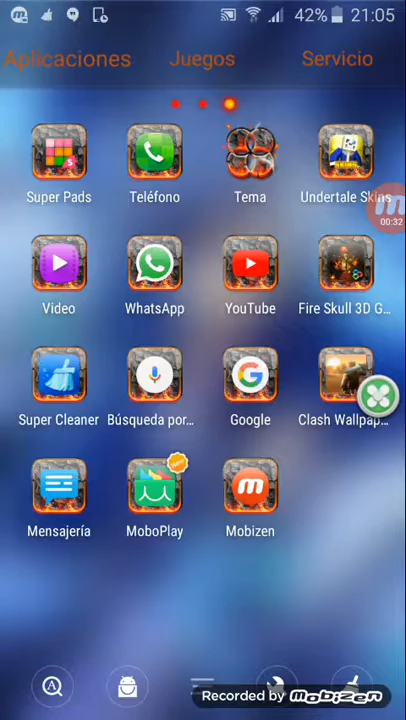 42% 21:05
Aplicaciones Juegos Servicio
Super Pads Teléfono Tema Undertale Skins
00:32
Video WhatsApp YouTube Fire Skull 3D G...
Super Cleaner Búsqueda por... Google Clash Wallpap...
Mensajería MoboPlay Mobizen
Recorded by MOBIZEN